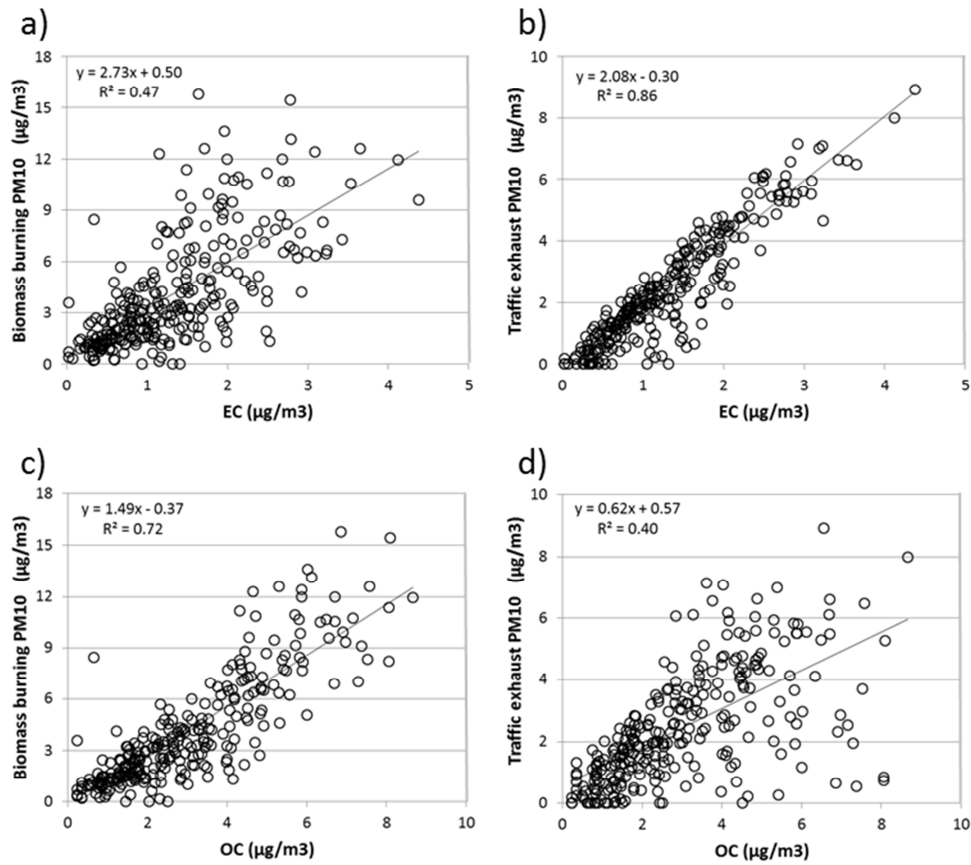 a)
18
15
12
9
6
3
0
Biomass burning PM10 (µg/m3)
y = 2.73x + 0.50
R² = 0.47
0 1 2 3 4 5
EC (µg/m3)
b)
10
8
6
4
2
0
Traffic exhaust PM10 (µg/m3)
y = 2.08x - 0.30
R² = 0.86
0 1 2 3 4 5
EC (µg/m3)
c)
18
15
12
9
6
3
0
Biomass burning PM10 (µg/m3)
y = 1.49x - 0.37
R² = 0.72
0 2 4 6 8 10
OC (µg/m3)
d)
10
8
6
4
2
0
Traffic exhaust PM10 (µg/m3)
y = 0.62x + 0.57
R² = 0.40
0 2 4 6 8 10
OC (µg/m3)